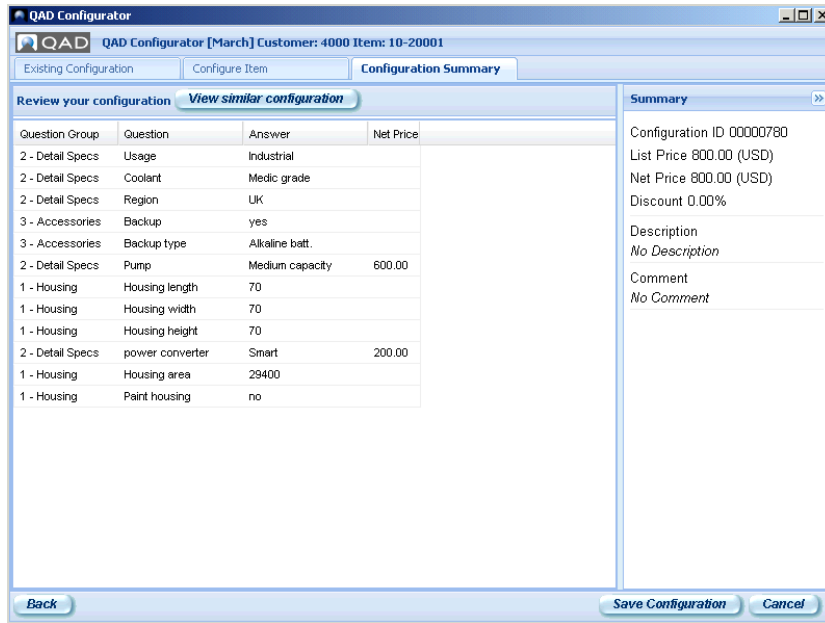 QAD Configurator
QAD QAD Configurator [March] Customer: 4000 Item: 10-20001
Existing Configuration Configure Item Configuration Summary
Review your configuration View similar configuration
Question Group Question Answer Net Price
2 - Detail Specs Usage Industrial
2 - Detail Specs Coolant Medic grade
2 - Detail Specs Region UK
3 - Accessories Backup yes
3 - Accessories Backup type Alkaline batt.
2 - Detail Specs Pump Medium capacity 600.00
1 - Housing Housing length 70
1 - Housing Housing width 70
1 - Housing Housing height 70
2 - Detail Specs power converter Smart 200.00
1 - Housing Housing area 29400
1 - Housing Paint housing no
Summary »
Configuration ID 00000780
List Price 800.00 (USD)
Net Price 800.00 (USD)
Discount 0.00%
Description
No Description
Comment
No Comment
Back Save Configuration Cancel